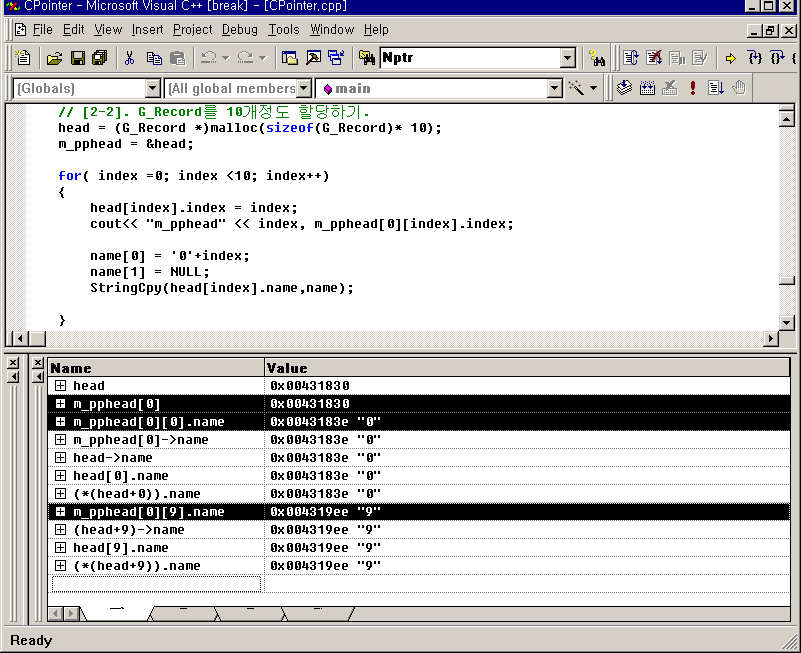 CPointer - Microsoft Visual C++ [break] - [CPointer.cpp]
File Edit View Insert Project Debug Tools Window Help
Nptr
(Globals) (All global members main
// [2-2]. G_Record를 10개정도 할당하기.
head = (G_Record *)malloc(sizeof(G_Record)* 10);
m_pphead = &head;
for( index =0; index <10; index++)
{
head[index].index = index;
cout<< "m_pphead" << index, m_pphead[0][index].index;
name[0] = '0'+index;
name[1] = NULL;
StringCpy(head[index].name,name);
}
Name Value
head 0x00431830
m_pphead[0] 0x00431830
m_pphead[0][0].name 0x0043183e "0"
m_pphead[0]->name 0x0043183e "0"
head->name 0x0043183e "0"
head[0].name 0x0043183e "0"
(*(head+0)).name 0x0043183e "0"
m_pphead[0][9].name 0x004319ee "9"
(head+9)->name 0x004319ee "9"
head[9].name 0x004319ee "9"
(*(head+9)).name 0x004319ee "9"
Ready